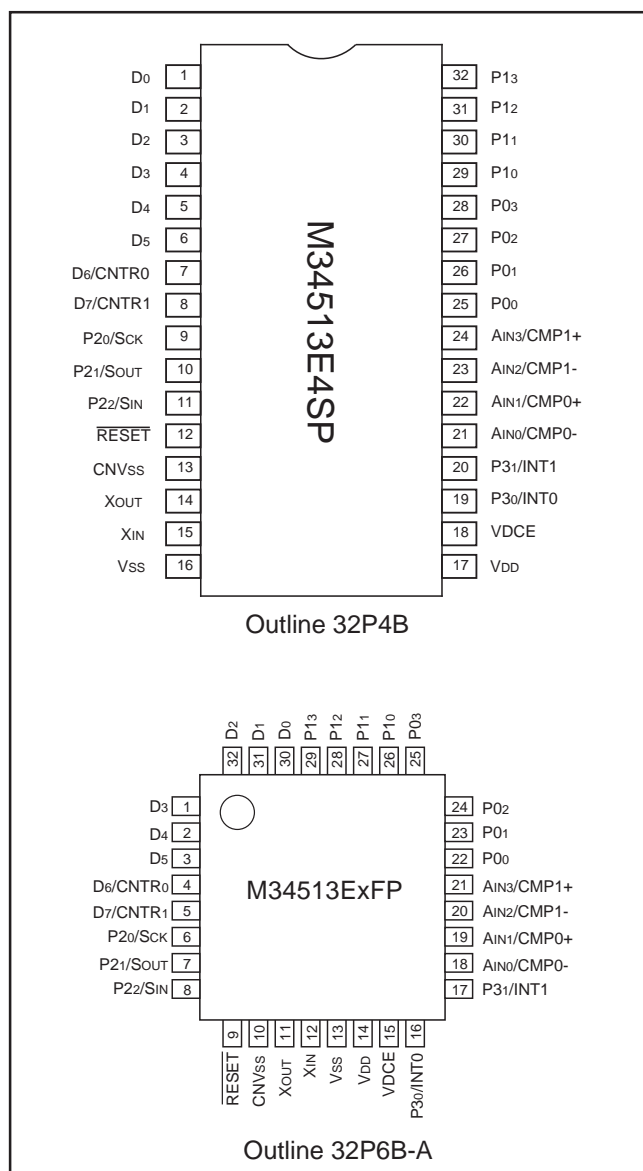 D0 1 32 P13
D1 2 31 P12
D2 3 30 P11
D3 4 29 P10
D4 5 28 P03
D5 6 27 P02
D6/CNTR0 7 26 P01
D7/CNTR1 8 25 P00
P20/SCK 9 24 AIN3/CMP1+
P21/SOUT 10 23 AIN2/CMP1-
P22/SIN 11 22 AIN1/CMP0+
RESET 12 21 AIN0/CMP0-
CNVSS 13 20 P31/INT1
XOUT 14 19 P30/INT0
XIN 15 18 VDCE
VSS 16 17 VDD
M34513E4SP
Outline 32P4B
D2 D1 D0 P13 P12 P11 P10 P03
32 31 30 29 28 27 26 25
D3 1 24 P02
D4 2 23 P01
D5 3 22 P00
D6/CNTR0 4 21 AIN3/CMP1+
D7/CNTR1 5 20 AIN2/CMP1-
P20/SCK 6 19 AIN1/CMP0+
P21/SOUT 7 18 AIN0/CMP0-
P22/SIN 8 17 P31/INT1
M34513ExFP
9 10 11 12 13 14 15 16
RESET CNVSS XOUT XIN VSS VDD VDCE P30/INT0
Outline 32P6B-A